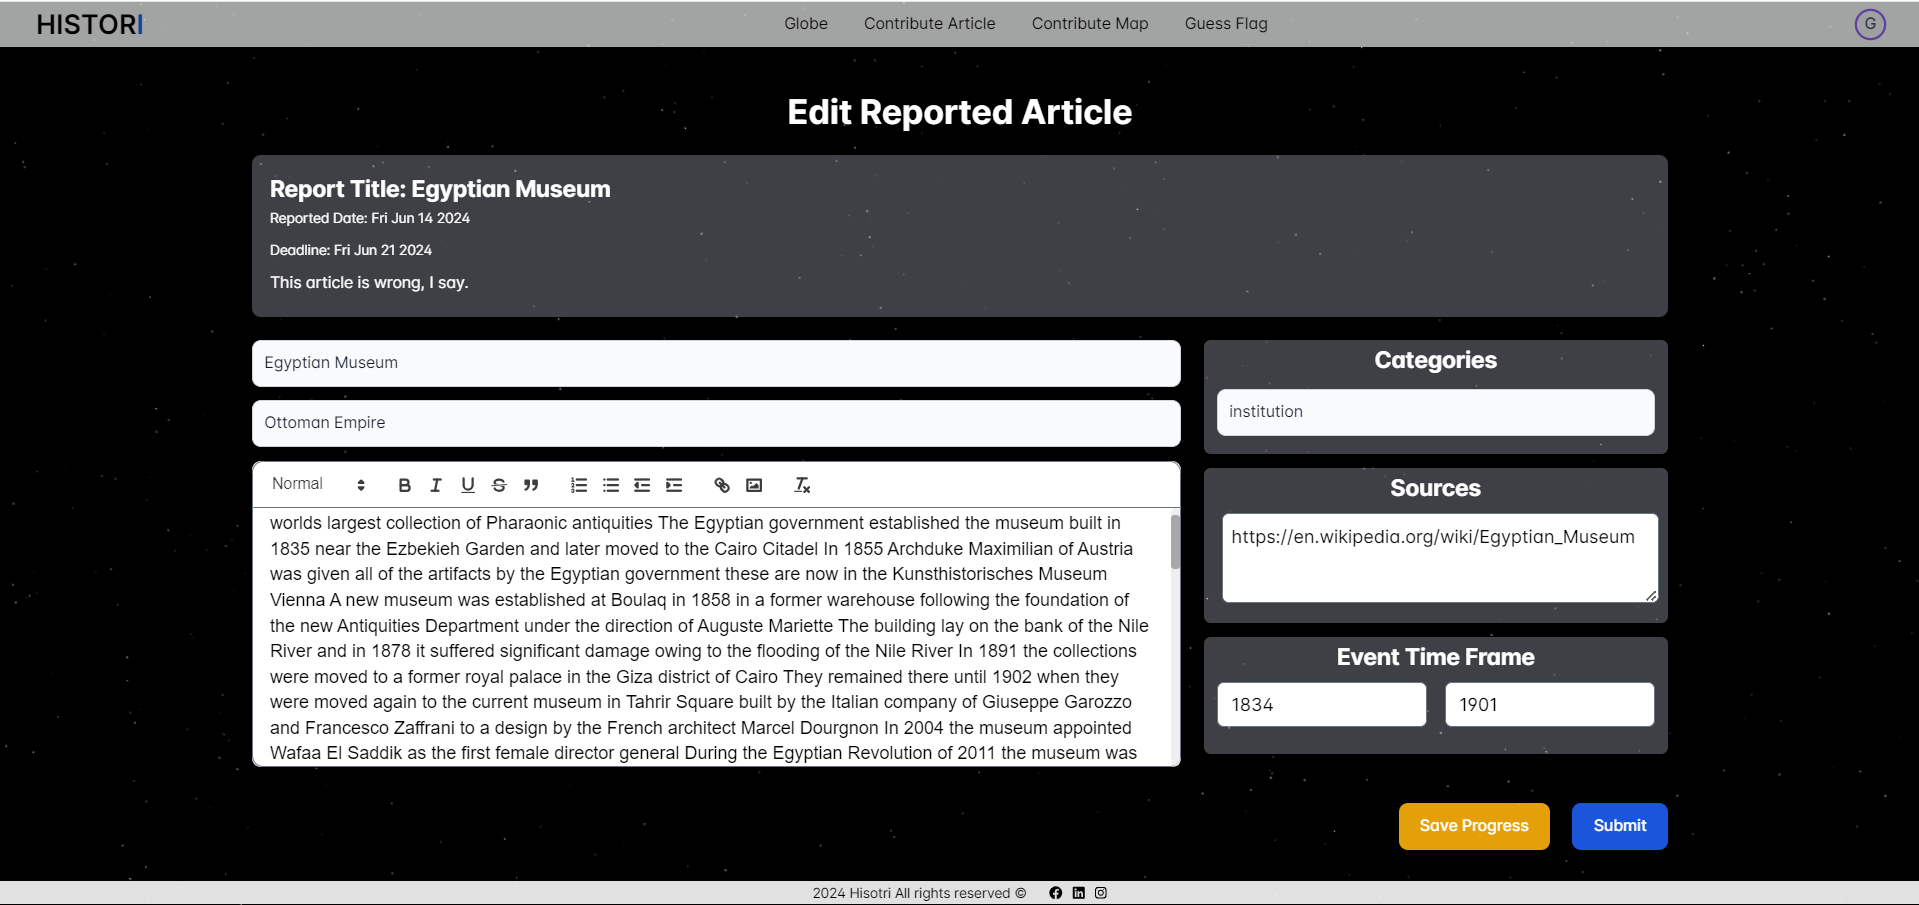 HISTORI
Globe Contribute Article Contribute Map Guess Flag
G
Edit Reported Article
Report Title: Egyptian Museum
Reported Date: Fri Jun 14 2024
Deadline: Fri Jun 21 2024
This article is wrong, I say.
Egyptian Museum
Ottoman Empire
Normal
worlds largest collection of Pharaonic antiquities The Egyptian government established the museum built in
1835 near the Ezbekieh Garden and later moved to the Cairo Citadel In 1855 Archduke Maximilian of Austria
was given all of the artifacts by the Egyptian government these are now in the Kunsthistorisches Museum
Vienna A new museum was established at Boulaq in 1858 in a former warehouse following the foundation of
the new Antiquities Department under the direction of Auguste Mariette The building lay on the bank of the Nile
River and in 1878 it suffered significant damage owing to the flooding of the Nile River In 1891 the collections
were moved to a former royal palace in the Giza district of Cairo They remained there until 1902 when they
were moved again to the current museum in Tahrir Square built by the Italian company of Giuseppe Garozzo
and Francesco Zaffrani to a design by the French architect Marcel Dourgnon In 2004 the museum appointed
Wafaa El Saddik as the first female director general During the Egyptian Revolution of 2011 the museum was
Categories
institution
Sources
https://en.wikipedia.org/wiki/Egyptian_Museum
Event Time Frame
1834 1901
Save Progress Submit
2024 Hisotri All rights reserved ©